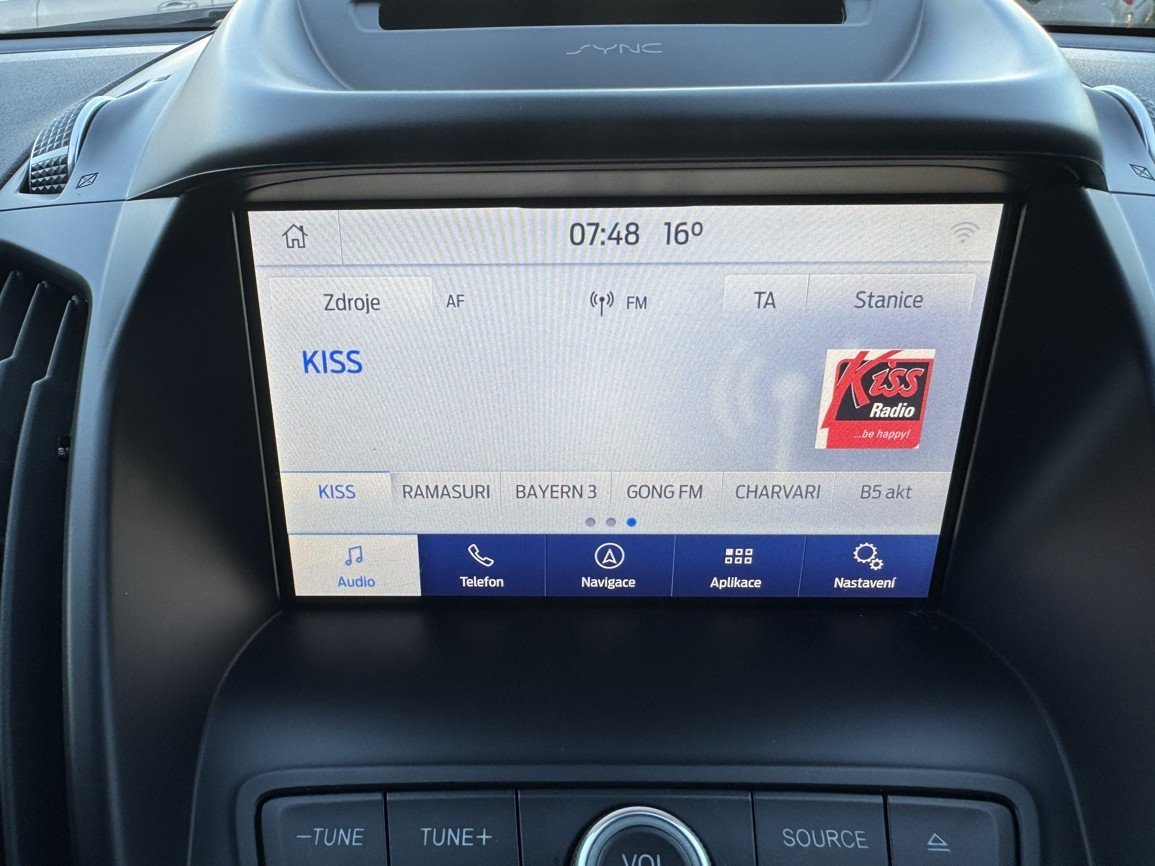 SYNC
07:48 16°
Zdroje AF FM TA Stanice
KISS
Kiss
Radio
...be happy!
KISS RAMASURI BAYERN 3 GONG FM CHARVARI B5 akt
Audio Telefon Navigace Aplikace Nastavení
−TUNE TUNE+ VOL SOURCE